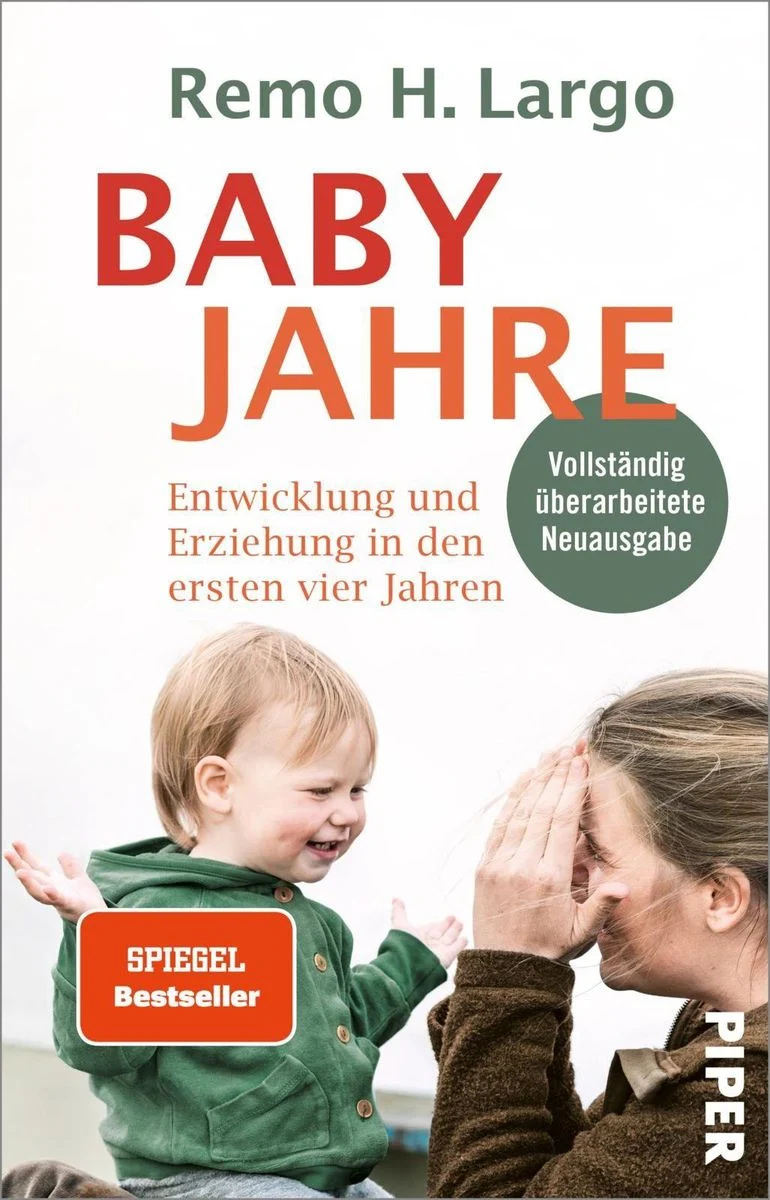 Remo H. Largo
BABY
JAHRE
Entwicklung und
Erziehung in den
ersten vier Jahren
Vollständig
überarbeitete
Neuausgabe
SPIEGEL
Bestseller
PIPER